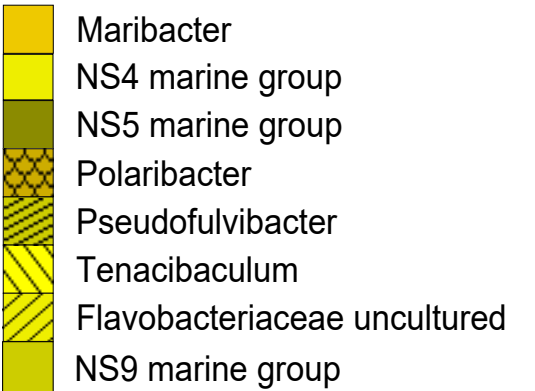 Maribacter
NS4 marine group
NS5 marine group
Polaribacter
Pseudofulvibacter
Tenacibaculum
Flavobacteriaceae uncultured
NS9 marine group